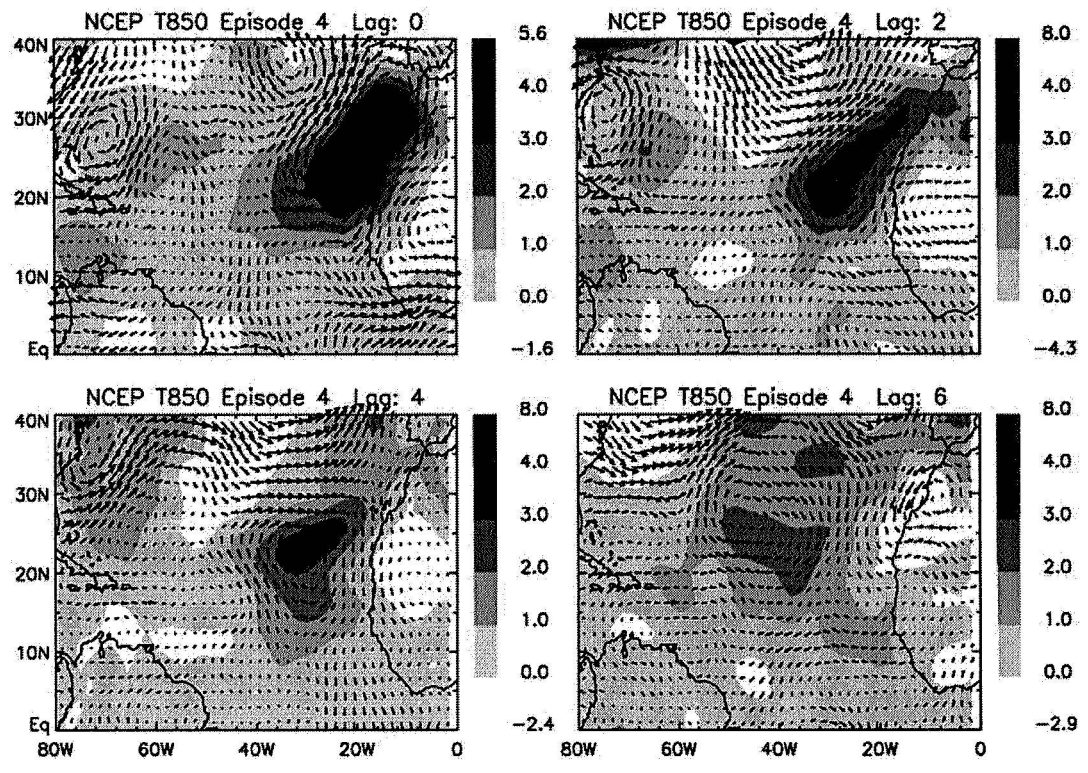 NCEP T850 Episode 4 Lag: 0
40N
30N
20N
10N
Eq
5.6
4.0
3.0
2.0
1.0
0.0
−1.6
NCEP T850 Episode 4 Lag: 2
8.0
4.0
3.0
2.0
1.0
0.0
−4.3
NCEP T850 Episode 4 Lag: 4
40N
30N
20N
10N
Eq
80W
60W
40W
20W
0
8.0
4.0
3.0
2.0
1.0
0.0
−2.4
NCEP T850 Episode 4 Lag: 6
80W
60W
40W
20W
0
8.0
4.0
3.0
2.0
1.0
0.0
−2.9